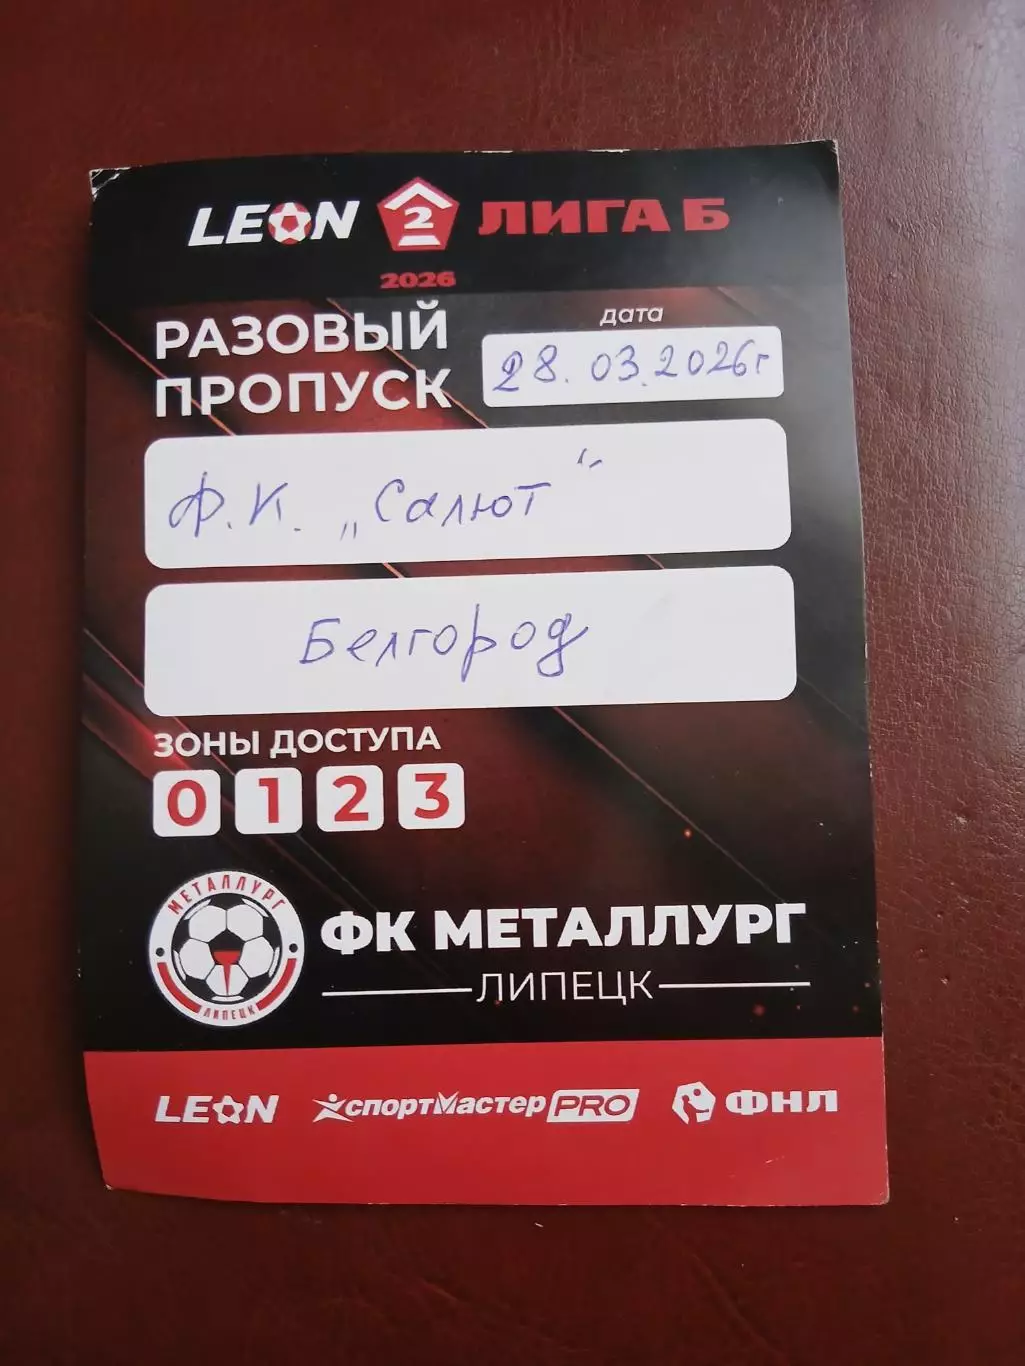 LEON 2 ЛИГА Б
2026
РАЗОВЫЙ
ПРОПУСК
дата
28.03.2026г
Ф.К. „Салют“
Белгород
ЗОНЫ ДОСТУПА
0 1 2 3
МЕТАЛЛУРГ
ЛИПЕЦК
ФК МЕТАЛЛУРГ
ЛИПЕЦК
LEON СПОРТМАСТЕР PRO ФНЛ